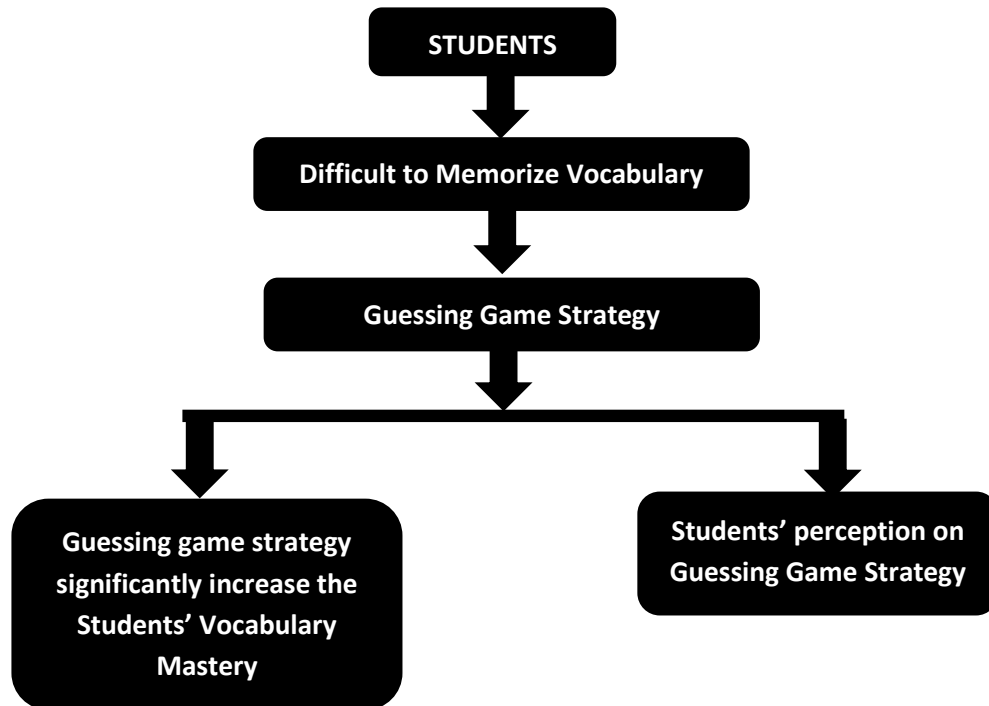 STUDENTS
Difficult to Memorize Vocabulary
Guessing Game Strategy
Guessing game strategy
significantly increase the
Students’ Vocabulary
Mastery
Students’ perception on
Guessing Game Strategy